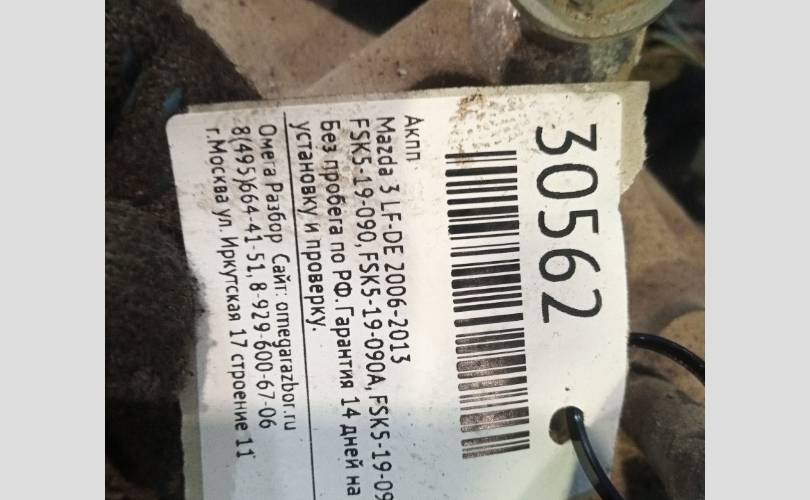 30562
Акпп
Mazda 3 LF-DE 2006-2013
FSK5-19-090,FSK5-19-090A,FSK5-19-09
Без пробега по РФ.Гарантия 14 дней на
установку и проверку.
Омега Разбор Сайт: omegarazbor.ru
8(495)664-41-51,8-929-600-67-06
г.Москва ул. Иркутская 17 строение 11